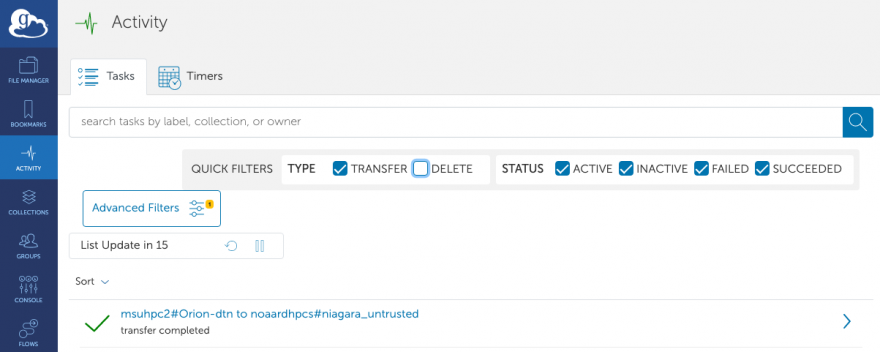 g
Activity
FILE MANAGER
BOOKMARKS
ACTIVITY
COLLECTIONS
GROUPS
CONSOLE
FLOWS
Tasks Timers
search tasks by label, collection, or owner
QUICK FILTERS TYPE TRANSFER DELETE STATUS ACTIVE INACTIVE FAILED SUCCEEDED
Advanced Filters 1
List Update in 15
Sort
msuhpc2#Orion-dtn to noaardhpcs#niagara_untrusted
transfer completed